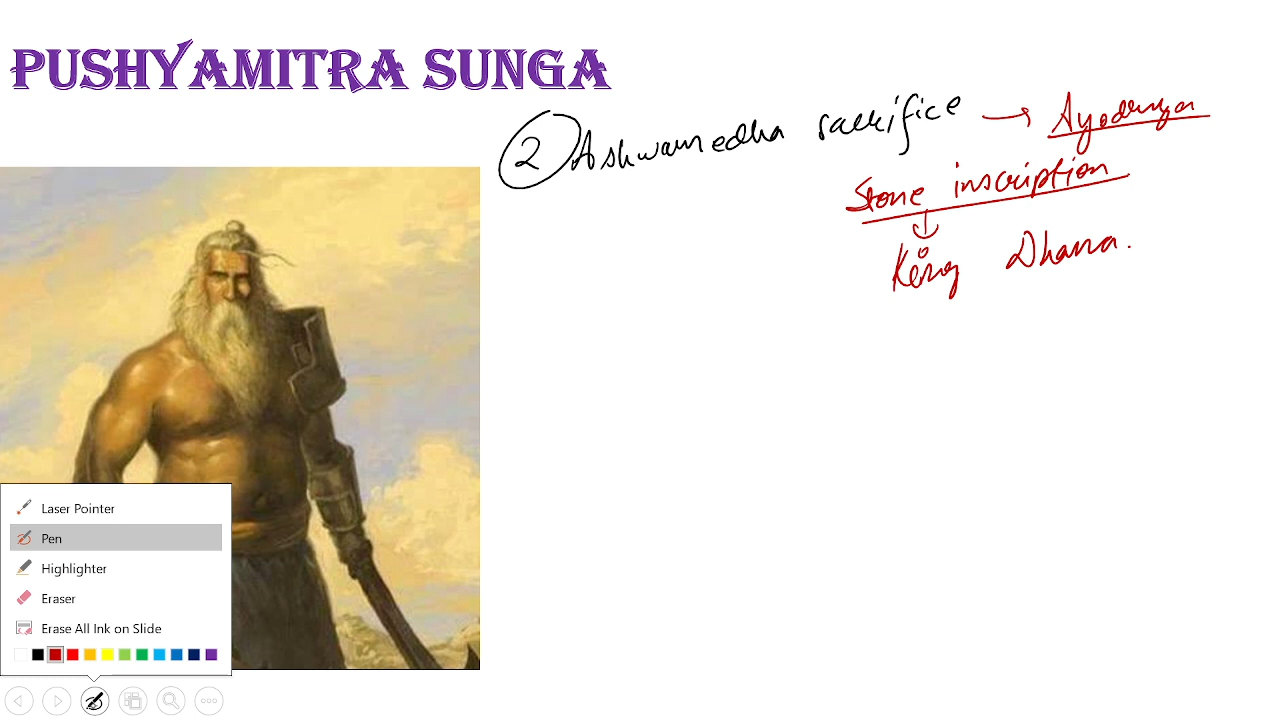 PUSHYAMITRA SUNGA
2 Ashwamedha sacrifice → Ayodhya
Stone inscription
King Dhana.
Laser Pointer
Pen
Highlighter
Eraser
Erase All Ink on Slide